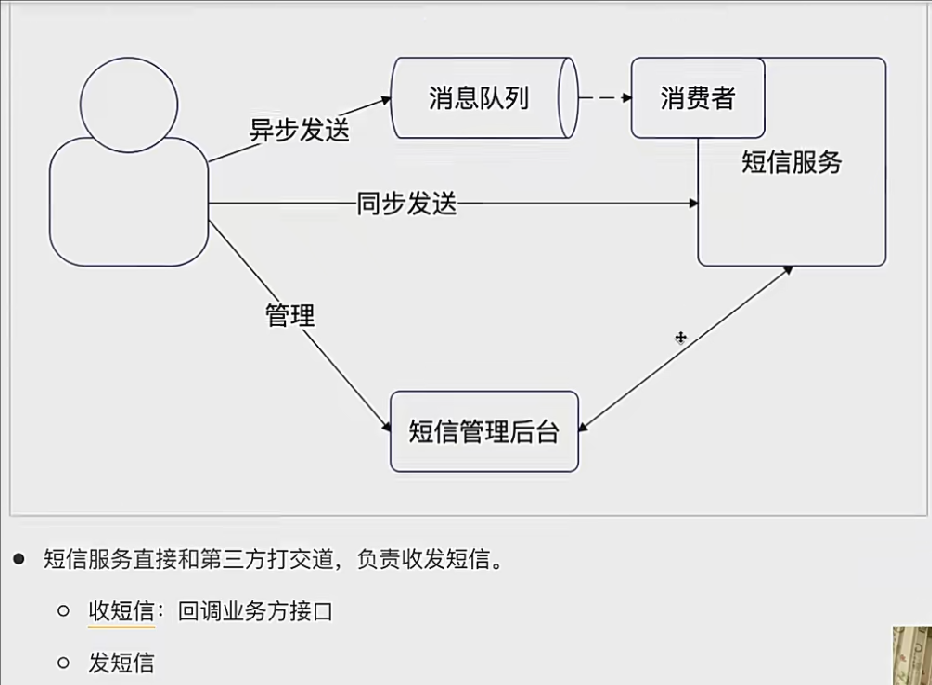 消息队列
消费者
异步发送
短信服务
同步发送
管理
短信管理后台
短信服务直接和第三方打交道，负责收发短信。
收短信：回调业务方接口
发短信